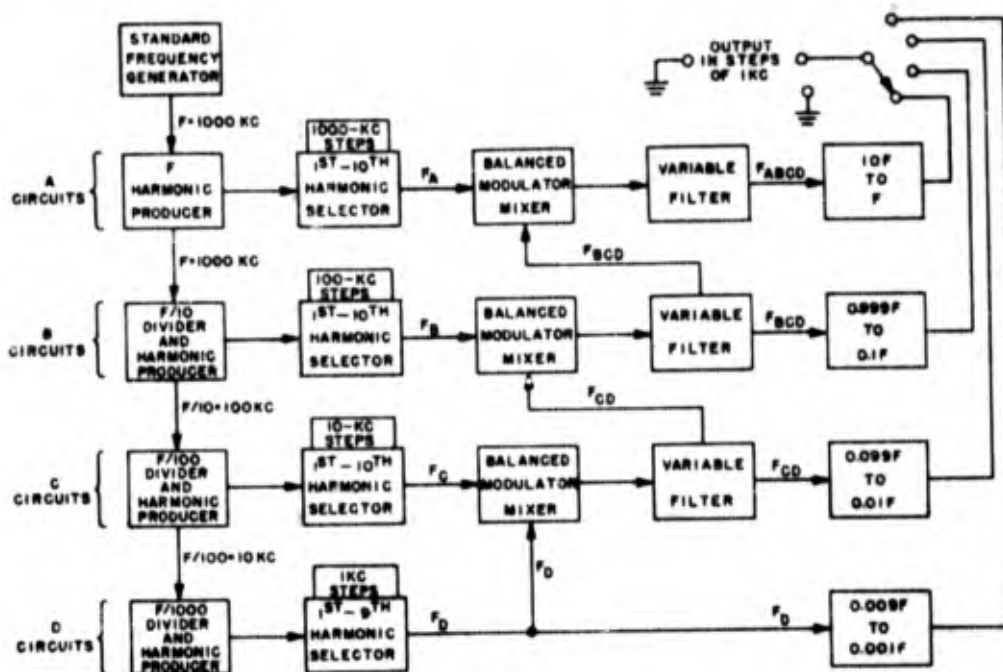 STANDARD
FREQUENCY
GENERATOR
OUTPUT
IN STEPS
OF 1KC
F=1000 KC
A
CIRCUITS
F
HARMONIC
PRODUCER
1000-KC
STEPS
1ST-10TH
HARMONIC
SELECTOR
FA
BALANCED
MODULATOR
MIXER
VARIABLE
FILTER
FABCD
10F
TO
F
F=1000 KC
FBCD
B
CIRCUITS
F/10
DIVIDER
AND
HARMONIC
PRODUCER
100-KC
STEPS
1ST-10TH
HARMONIC
SELECTOR
FB
BALANCED
MODULATOR
MIXER
VARIABLE
FILTER
FBCD
0.999F
TO
0.1F
F/10=100KC
FCD
C
CIRCUITS
F/100
DIVIDER
AND
HARMONIC
PRODUCER
10-KC
STEPS
1ST-10TH
HARMONIC
SELECTOR
FC
BALANCED
MODULATOR
MIXER
VARIABLE
FILTER
FCD
0.099F
TO
0.01F
F/100=10 KC
FD
D
CIRCUITS
F/1000
DIVIDER
AND
HARMONIC
PRODUCER
1KC
STEPS
1ST-9TH
HARMONIC
SELECTOR
FD
FD
0.009F
TO
0.001F